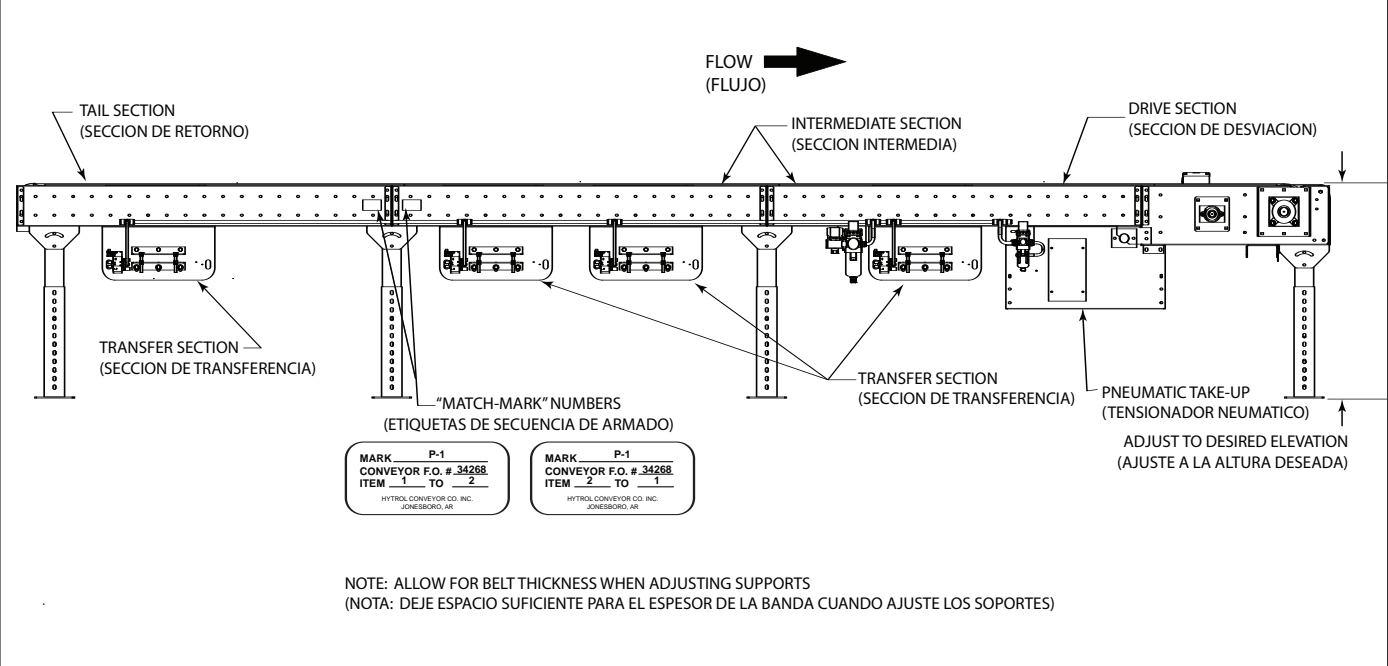 FLOW
(FLUJO)
TAIL SECTION
(SECCION DE RETORNO)
INTERMEDIATE SECTION
(SECCION INTERMEDIA)
DRIVE SECTION
(SECCION DE DESVIACION)
TRANSFER SECTION
(SECCION DE TRANSFERENCIA)
"MATCH-MARK" NUMBERS
(ETIQUETAS DE SECUENCIA DE ARMADO)
TRANSFER SECTION
(SECCION DE TRANSFERENCIA)
PNEUMATIC TAKE-UP
(TENSIONADOR NEUMATICO)
ADJUST TO DESIRED ELEVATION
(AJUSTE A LA ALTURA DESEADA)
MARK P-1
CONVEYOR F.O. # 34268
ITEM 1 TO 2
HYTROL CONVEYOR CO. INC.
JONESBORO, AR
MARK P-1
CONVEYOR F.O. # 34268
ITEM 2 TO 1
HYTROL CONVEYOR CO. INC.
JONESBORO, AR
NOTE: ALLOW FOR BELT THICKNESS WHEN ADJUSTING SUPPORTS
(NOTA: DEJE ESPACIO SUFICIENTE PARA EL ESPESOR DE LA BANDA CUANDO AJUSTE LOS SOPORTES)